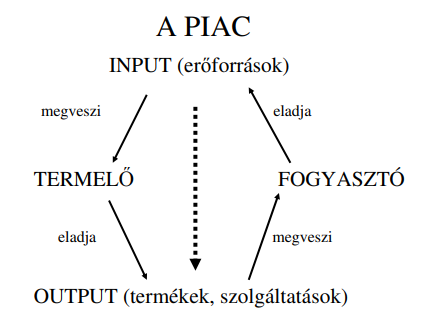 A PIAC
INPUT (erőforrások)
megveszi
eladja
TERMELŐ
FOGYASZTÓ
eladja
megveszi
OUTPUT (termékek, szolgáltatások)